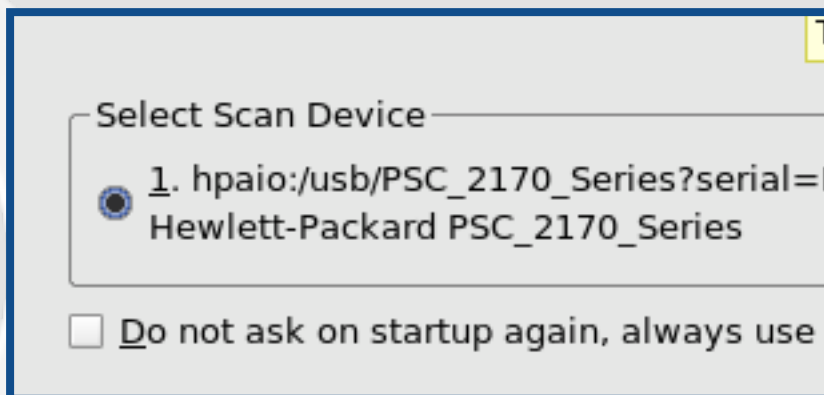 Select Scan Device
1. hpaio:/usb/PSC_2170_Series?serial=
Hewlett-Packard PSC_2170_Series
Do not ask on startup again, always use